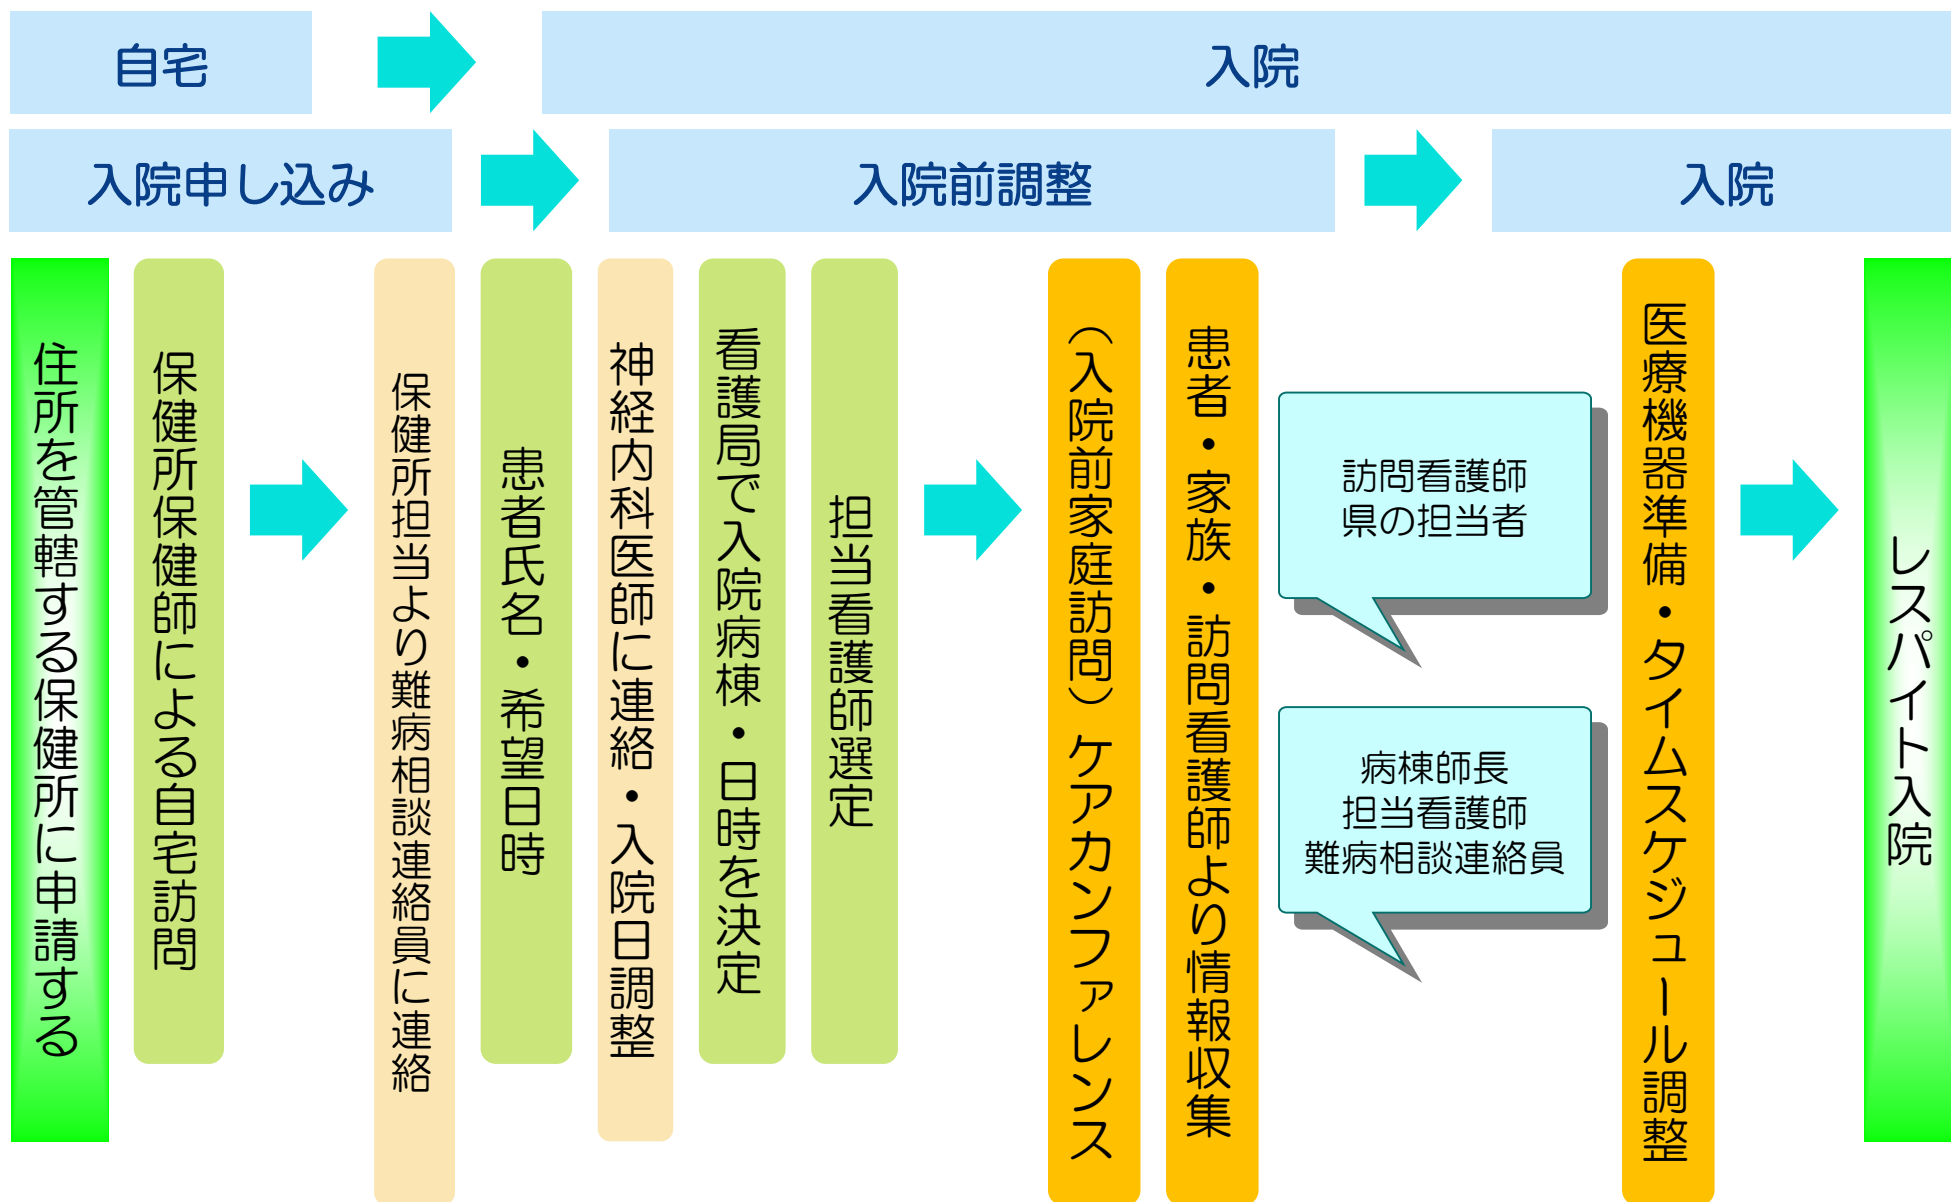 自宅
入院
入院申し込み
入院前調整
入院
住所を管轄する保健所に申請する
保健所保健師による自宅訪問
保健所担当より難病相談連絡員に連絡
患者氏名・希望日時
神経内科医師に連絡・入院日調整
看護局で入院病棟・日時を決定
担当看護師選定
（入院前家庭訪問）ケアカンファレンス
患者・家族・訪問看護師より情報収集
訪問看護師
県の担当者
病棟師長
担当看護師
難病相談連絡員
医療機器準備・タイムスケジュール調整
レスパイト入院